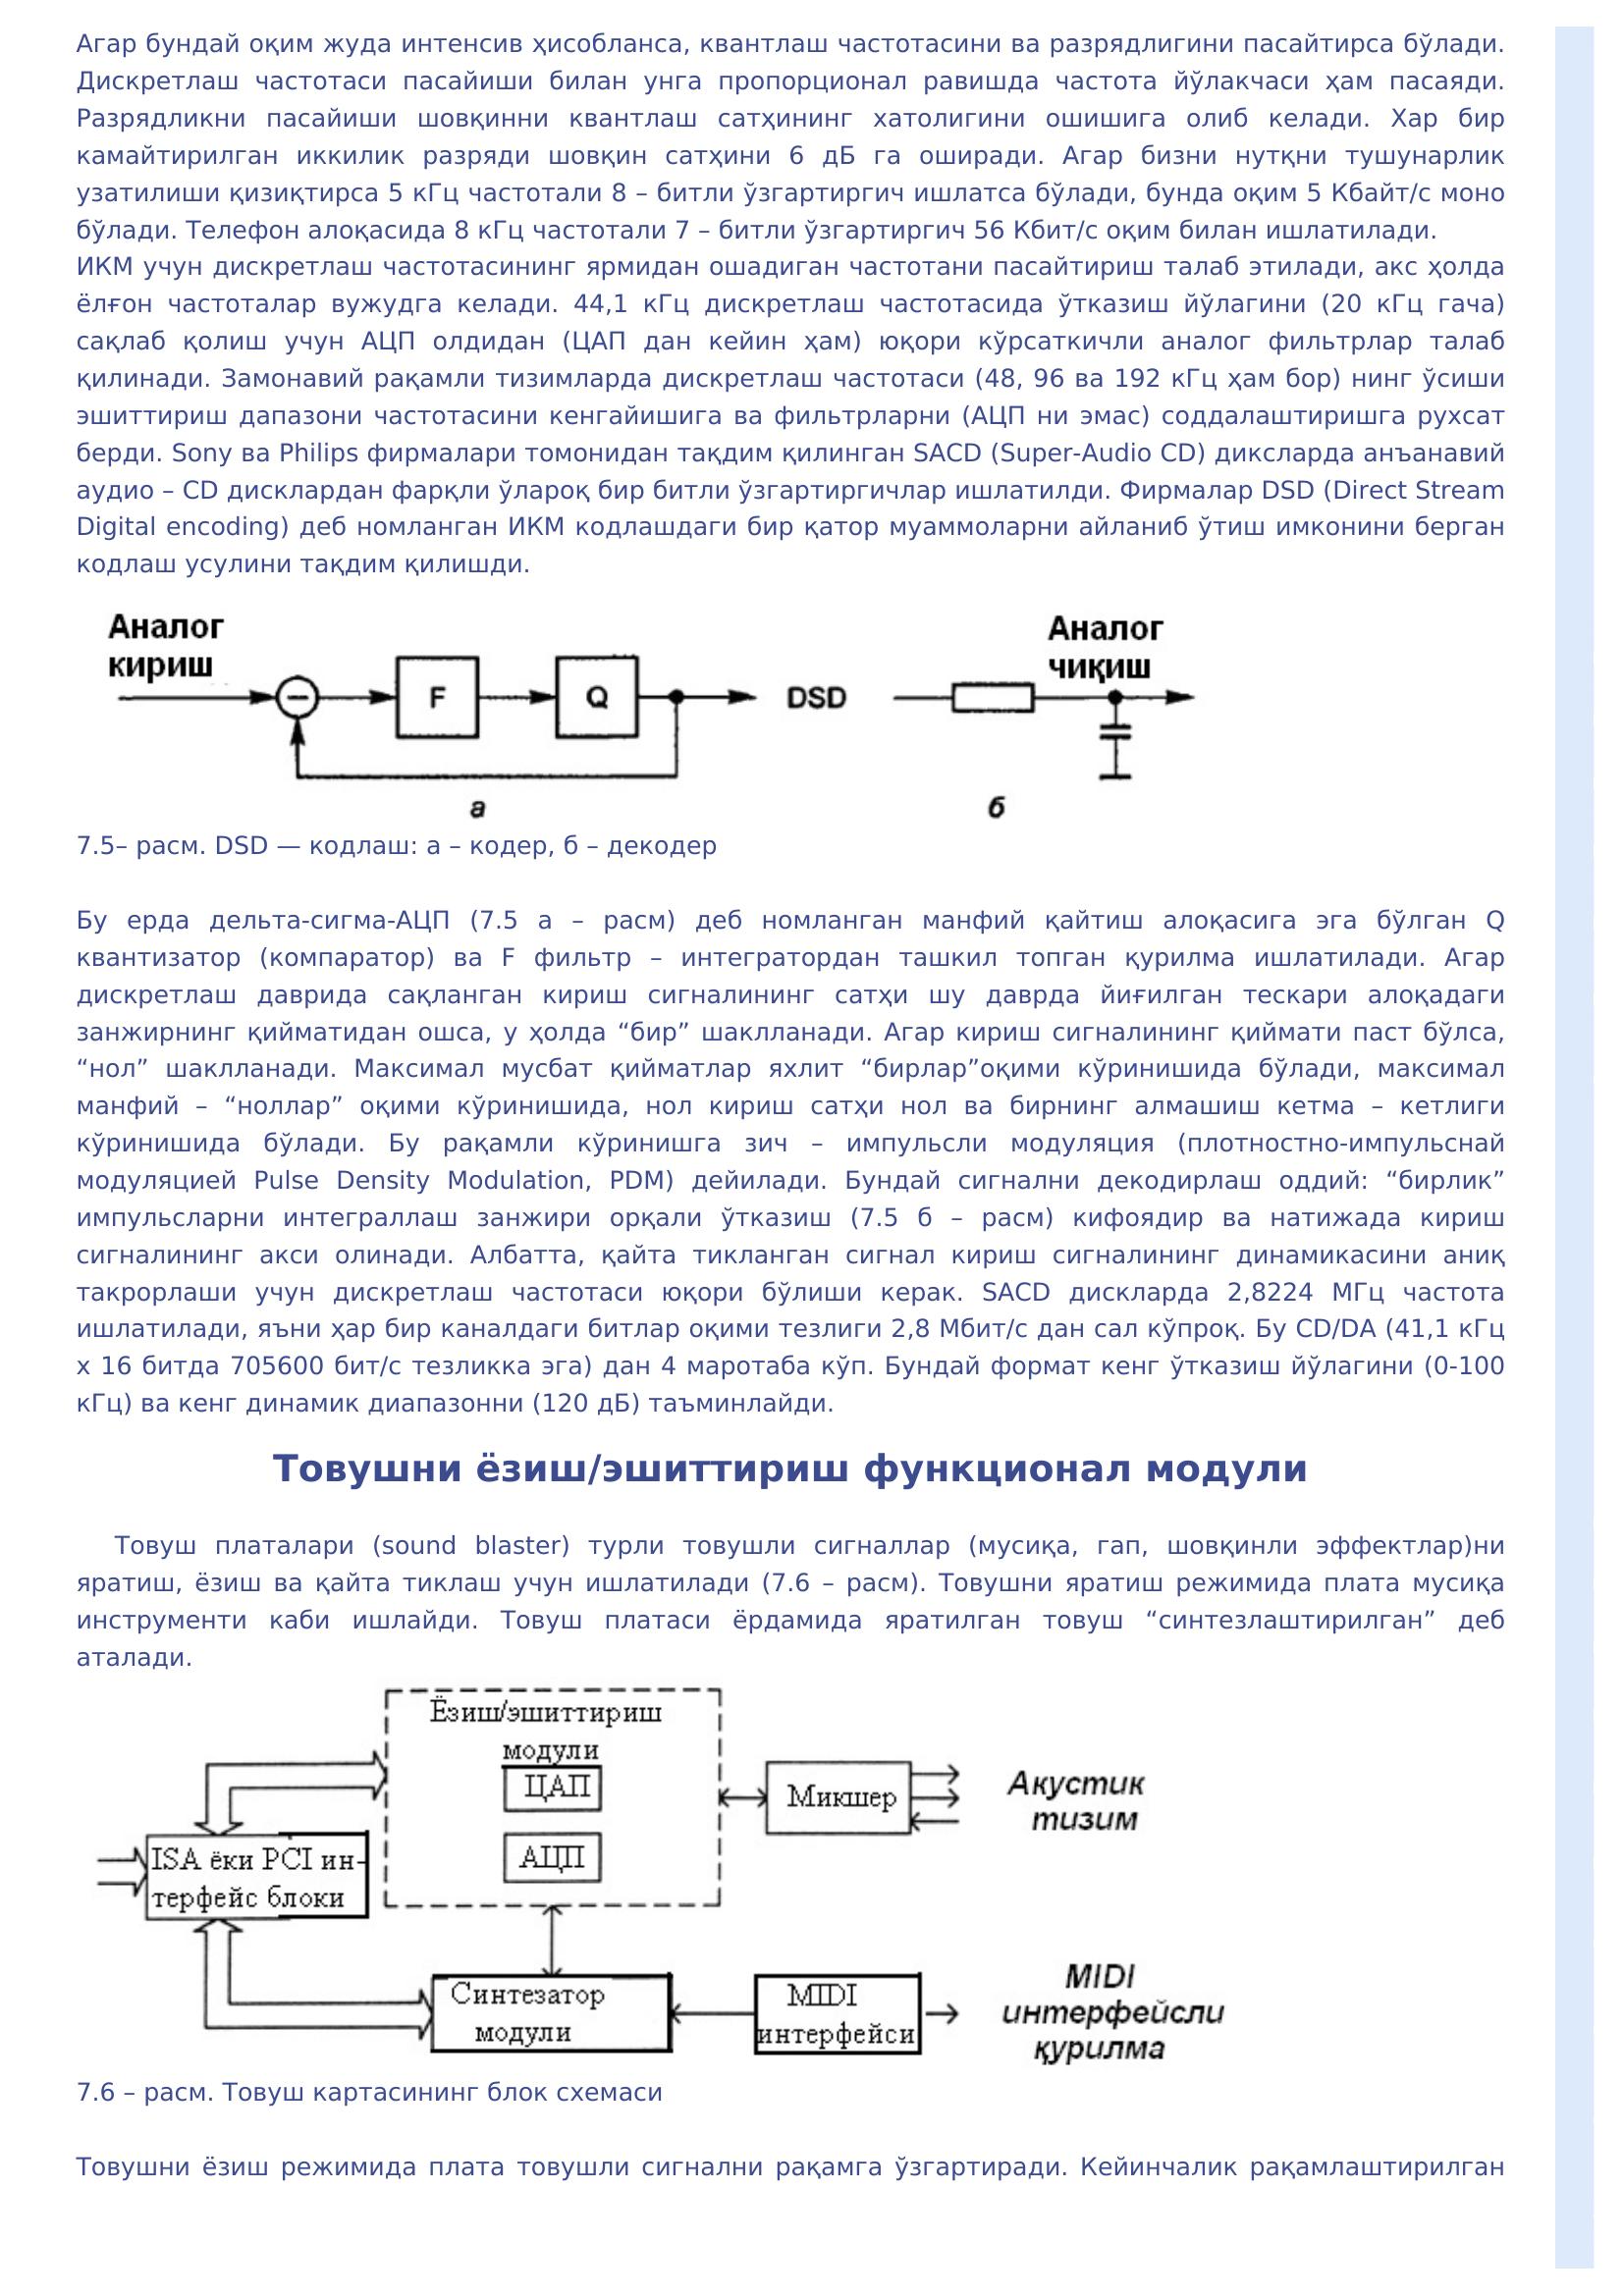 Агар бундай оқим жуда интенсив ҳисобланса, квантлаш частотасини ва разрядлигини пасайтирса бўлади.
Дискретлаш частотаси пасайиши билан унга пропорционал равишда частота йўлакчаси ҳам пасаяди.
Разрядликни пасайиши шовқинни квантлаш сатҳининг хатолигини ошишига олиб келади. Хар бир
камайтирилган иккилик разряди шовқин сатҳини 6 дБ га оширади. Агар бизни нутқни тушунарлик
узатилиши қизиқтирса 5 кГц частотали 8 – битли ўзгартиргич ишлатса бўлади, бунда оқим 5 Кбайт/с моно
бўлади. Телефон алоқасида 8 кГц частотали 7 – битли ўзгартиргич 56 Кбит/с оқим билан ишлатилади.
ИКМ учун дискретлаш частотасининг ярмидан ошадиган частотани пасайтириш талаб этилади, акс ҳолда
ёлғон частоталар вужудга келади. 44,1 кГц дискретлаш частотасида ўтказиш йўлагини (20 кГц гача)
сақлаб қолиш учун АЦП олдидан (ЦАП дан кейин ҳам) юқори кўрсаткичли аналог фильтрлар талаб
қилинади. Замонавий рақамли тизимларда дискретлаш частотаси (48, 96 ва 192 кГц ҳам бор) нинг ўсиши
эшиттириш дапазони частотасини кенгайишига ва фильтрларни (АЦП ни эмас) соддалаштиришга рухсат
берди. Sony ва Philips фирмалари томонидан тақдим қилинган SACD (Super-Audio CD) диксларда анъанавий
аудио – CD дисклардан фарқли ўлароқ бир битли ўзгартиргичлар ишлатилди. Фирмалар DSD (Direct Stream
Digital encoding) деб номланган ИКМ кодлашдаги бир қатор муаммоларни айланиб ўтиш имконини берган
кодлаш усулини тақдим қилишди.
Аналог
кириш
F
Q
DSD
Аналог
чиқиш
а
б
7.5– расм. DSD — кодлаш: а – кодер, б – декодер
Бу ерда дельта-сигма-АЦП (7.5 а – расм) деб номланган манфий қайтиш алоқасига эга бўлган Q
квантизатор (компаратор) ва F фильтр – интегратордан ташкил топган қурилма ишлатилади. Агар
дискретлаш даврида сақланган кириш сигналининг сатҳи шу даврда йиғилган тескари алоқадаги
занжирнинг қийматидан ошса, у ҳолда “бир” шаклланади. Агар кириш сигналининг қиймати паст бўлса,
“нол” шаклланади. Максимал мусбат қийматлар яхлит “бирлар”оқими кўринишида бўлади, максимал
манфий – “ноллар” оқими кўринишида, нол кириш сатҳи нол ва бирнинг алмашиш кетма – кетлиги
кўринишида бўлади. Бу рақамли кўринишга зич – импульсли модуляция (плотностно-импульснай
модуляцией Pulse Density Modulation, PDM) дейилади. Бундай сигнални декодирлаш оддий: “бирлик”
импульсларни интеграллаш занжири орқали ўтказиш (7.5 б – расм) кифоядир ва натижада кириш
сигналининг акси олинади. Албатта, қайта тикланган сигнал кириш сигналининг динамикасини аниқ
такрорлаши учун дискретлаш частотаси юқори бўлиши керак. SACD дискларда 2,8224 МГц частота
ишлатилади, яъни ҳар бир каналдаги битлар оқими тезлиги 2,8 Мбит/с дан сал кўпроқ. Бу CD/DA (41,1 кГц
х 16 битда 705600 бит/с тезликка эга) дан 4 маротаба кўп. Бундай формат кенг ўтказиш йўлагини (0-100
кГц) ва кенг динамик диапазонни (120 дБ) таъминлайди.
Товушни ёзиш/эшиттириш функционал модули
Товуш платалари (sound blaster) турли товушли сигналлар (мусиқа, гап, шовқинли эффектлар)ни
яратиш, ёзиш ва қайта тиклаш учун ишлатилади (7.6 – расм). Товушни яратиш режимида плата мусиқа
инструменти каби ишлайди. Товуш платаси ёрдамида яратилган товуш “синтезлаштирилган” деб
аталади.
Ёзиш/эшиттириш
модули
ЦАП
АЦП
Микшер
Акустик
тизим
ISA ёки PCI ин-
терфейс блоки
Синтезатор
модули
MIDI
интерфейси
MIDI
интерфейсли
қурилма
7.6 – расм. Товуш картасининг блок схемаси
Товушни ёзиш режимида плата товушли сигнални рақамга ўзгартиради. Кейинчалик рақамлаштирилган